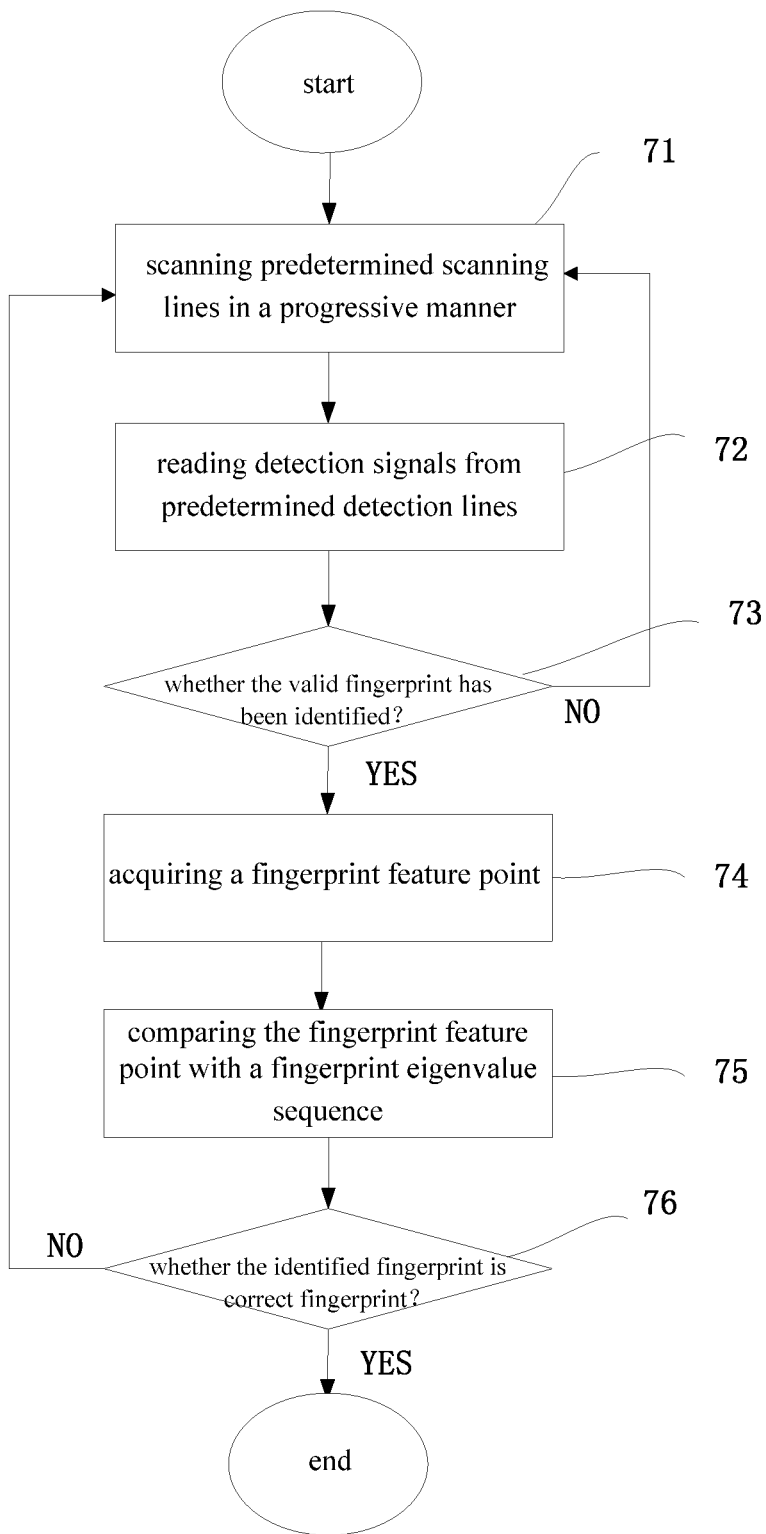 start
71
scanning predetermined scanning
lines in a progressive manner
reading detection signals from
predetermined detection lines
72
73
whether the valid fingerprint has
been identified?
NO
YES
acquiring a fingerprint feature point
74
comparing the fingerprint feature
point with a fingerprint eigenvalue
sequence
75
76
NO
whether the identified fingerprint is
correct fingerprint?
YES
end